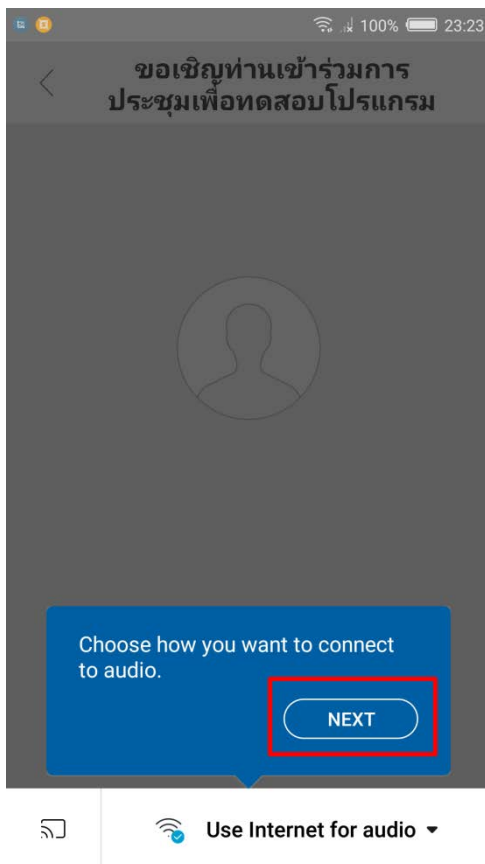 100% 23:23
ขอเชิญท่านเข้าร่วมการ
ประชุมเพื่อทดสอบโปรแกรม
Choose how you want to connect
to audio.
NEXT
Use Internet for audio